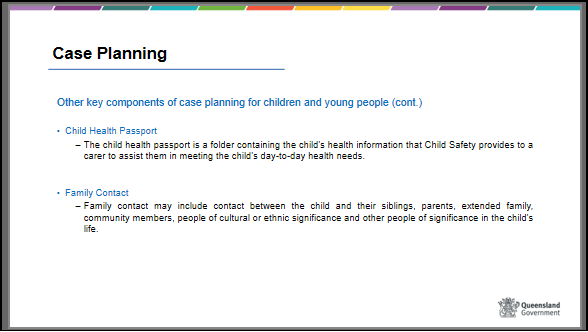 Case Planning
Other key components of case planning for children and young people (cont.)
• Child Health Passport
– The child health passport is a folder containing the child's health information that Child Safety provides to a
carer to assist them in meeting the child's day-to-day health needs.
• Family Contact
– Family contact may include contact between the child and their siblings, parents, extended family,
community members, people of cultural or ethnic significance and other people of significance in the child's
life.
Queensland
Government